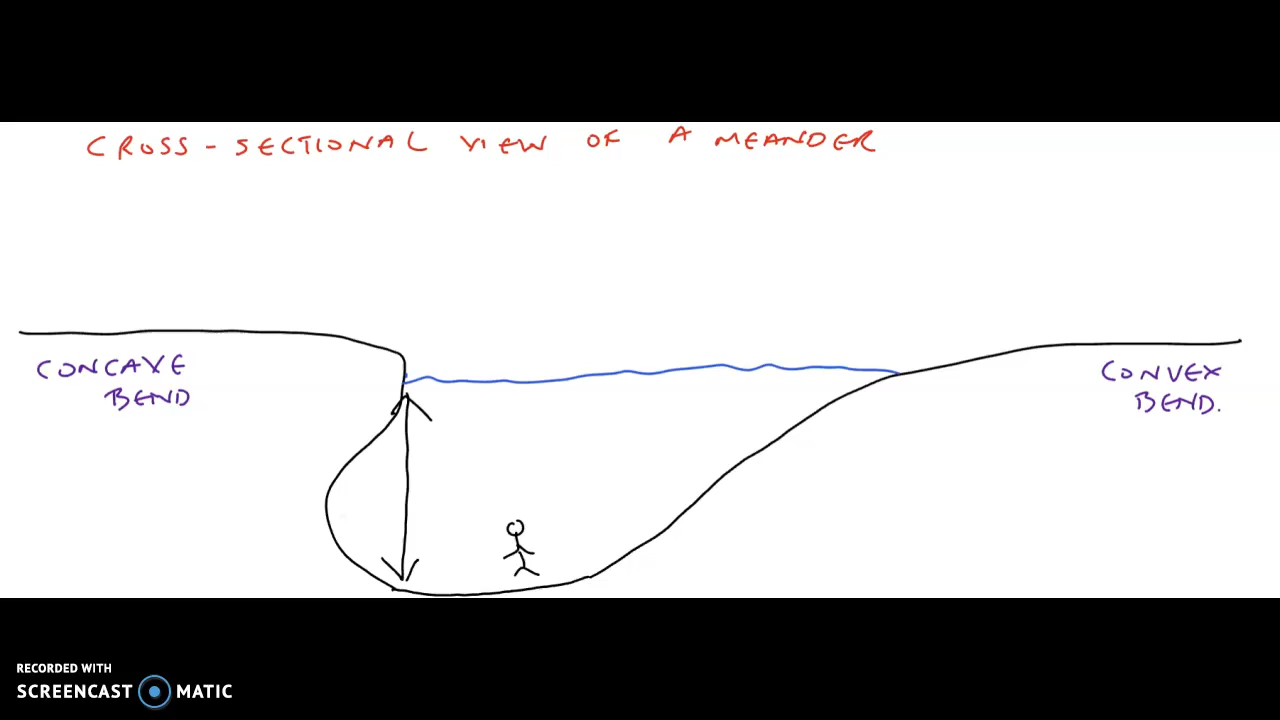 CROSS-SECTIONAL VIEW OF A MEANDER
CONCAVE
BEND
CONVEX
BEND.
RECORDED WITH
SCREENCAST MATIC